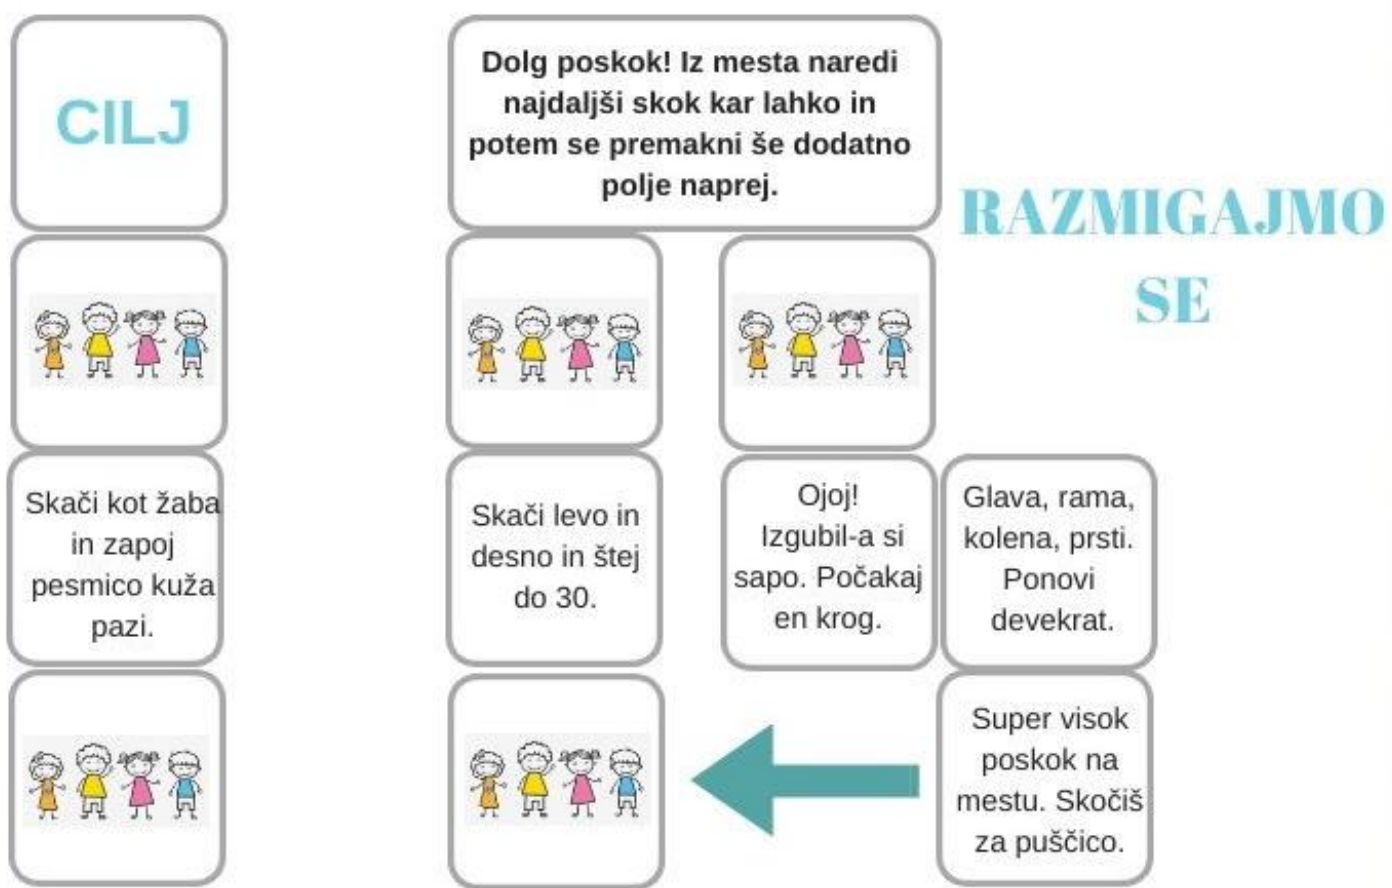 CILJ
Dolg poskok! Iz mesta naredi
najdaljši skok kar lahko in
potem se premakni še dodatno
polje naprej.
RAZMIGAJMO
SE
Skači kot žaba
in zapoj
pesmico kuža
pazi.
Skači levo in
desno in štej
do 30.
Ojoj!
Izgubil-a si
sapo. Počakaj
en krog.
Glava, rama,
kolena, prsti.
Ponovi
devekrat.
Super visok
poskok na
mestu. Skočiš
za puščico.